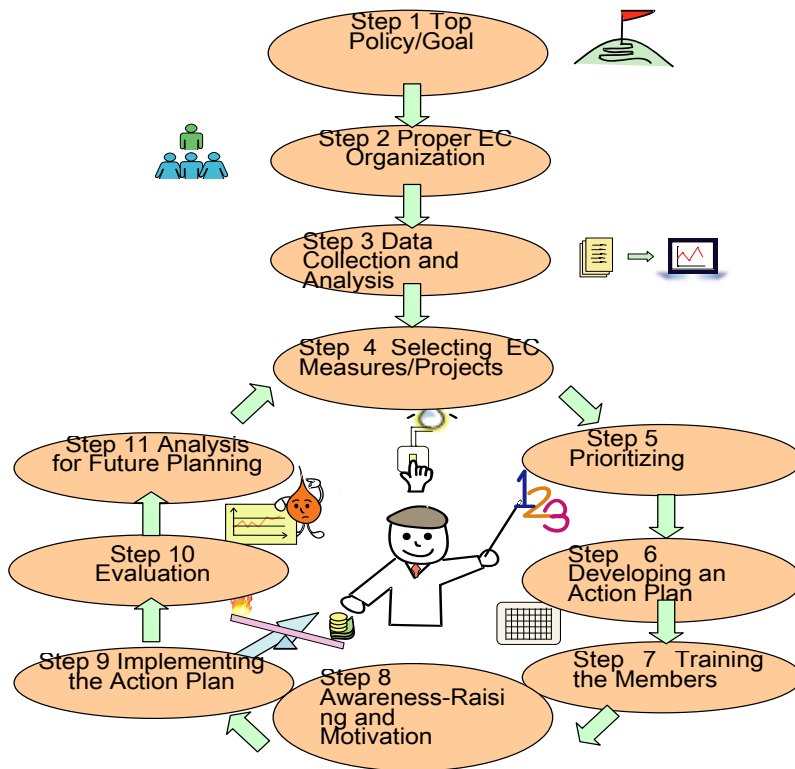 Step 1 Top
Policy/Goal
Step 2 Proper EC
Organization
Step 3 Data
Collection and
Analysis
Step 4 Selecting EC
Measures/Projects
Step 5
Prioritizing
Step 6
Developing an
Action Plan
Step 7 Training
the Members
Step 8
Awareness-Raisi
ng and
Motivation
Step 9 Implementing
the Action Plan
Step 10
Evaluation
Step 11 Analysis
for Future Planning
123